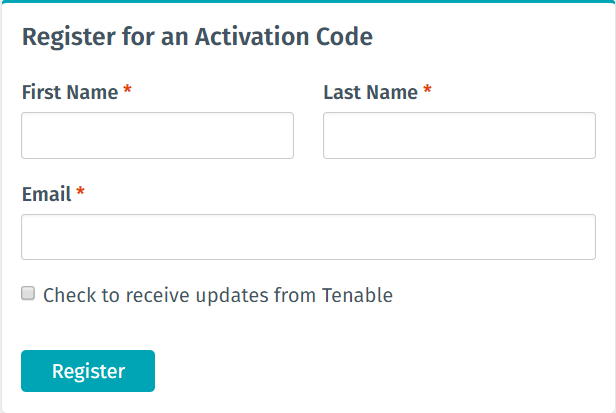 Register for an Activation Code
First Name * Last Name *
Email *
Check to receive updates from Tenable
Register